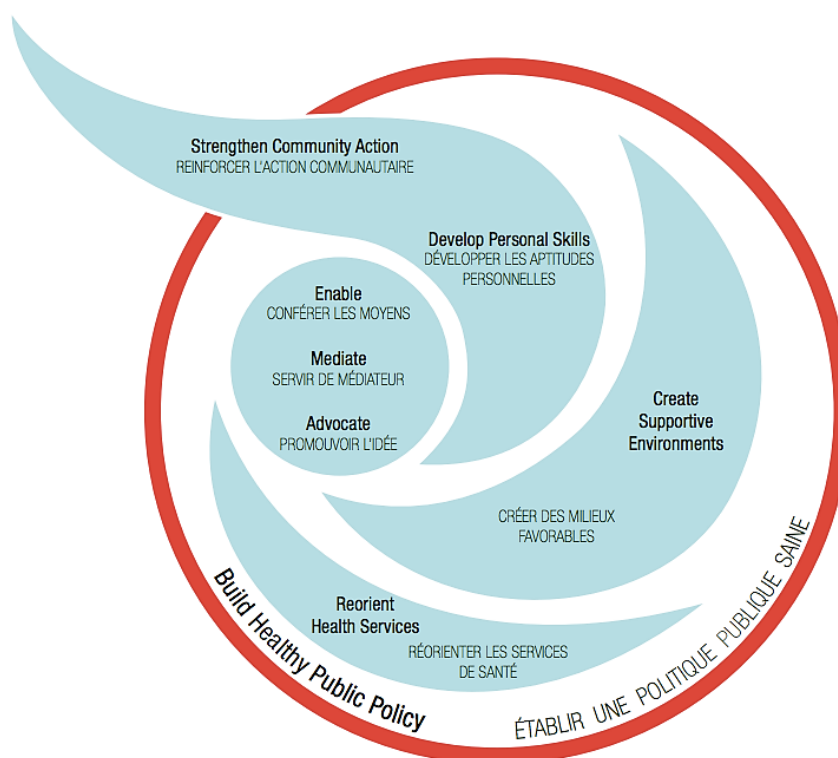 Strengthen Community Action
REINFORCER L'ACTION COMMUNAUTAIRE
Develop Personal Skills
DÉVELOPPER LES APTITUDES
PERSONNELLES
Enable
CONFÉRER LES MOYENS
Mediate
SERVIR DE MÉDIATEUR
Advocate
PROMOUVOIR L'IDÉE
Create
Supportive
Environments
CRÉER DES MILIEUX
FAVORABLES
Reorient
Health Services
RÉORIENTER LES SERVICES
DE SANTÉ
Build Healthy Public Policy
ÉTABLIR UNE POLITIQUE PUBLIQUE SAINE